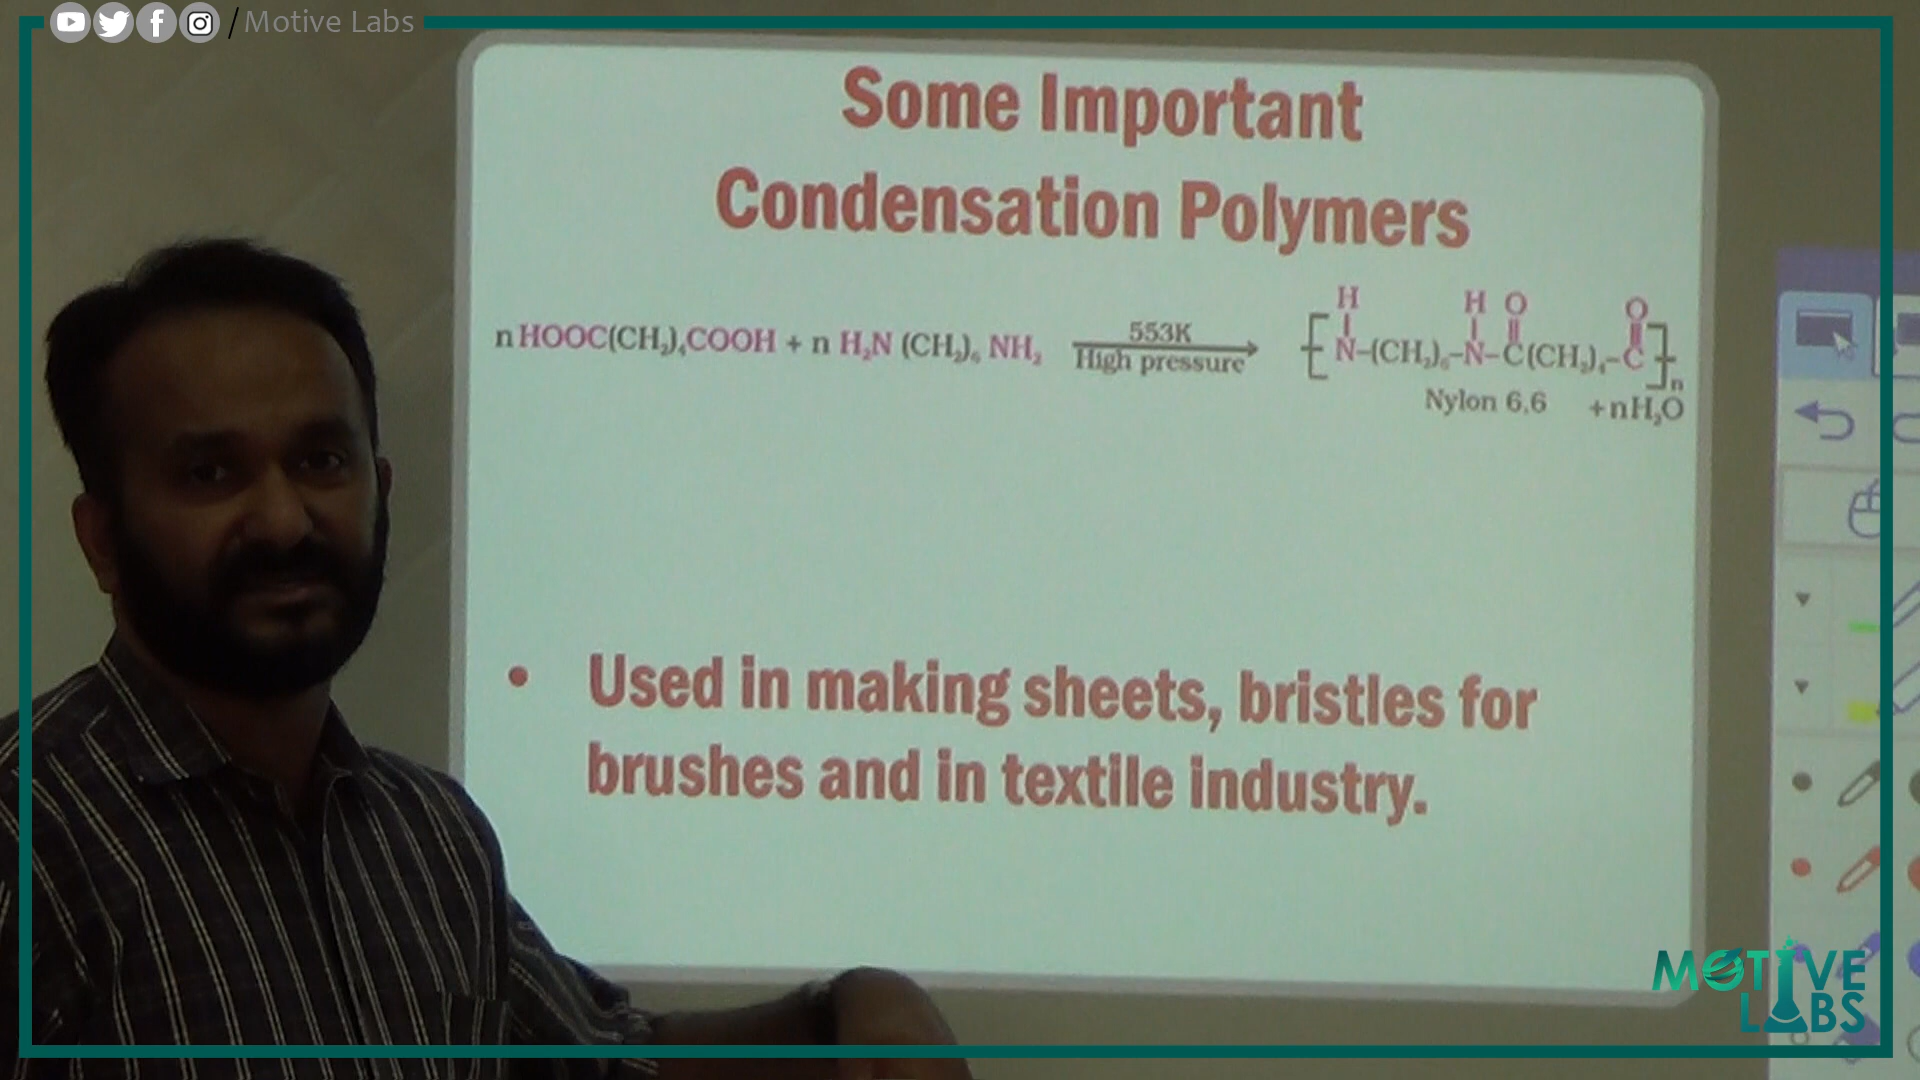 / Motive Labs
Some Important
Condensation Polymers
n HOOC(CH₂)₄COOH + n H₂N (CH₂)₆ NH₂
553K
High pressure
H H O O
[N–(CH₂)₆–N–C(CH₂)₄–C]n
Nylon 6,6 +nH₂O
• Used in making sheets, bristles for
brushes and in textile industry.
MOTIVE
LABS